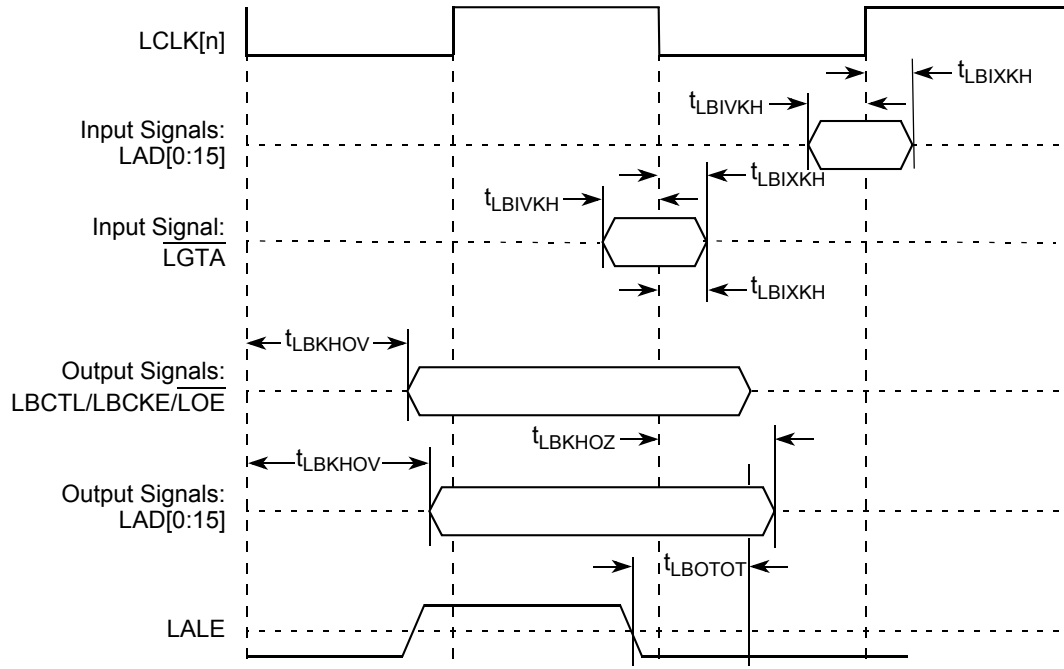 LCLK[n]
tLBIXKH
tLBIVKH
Input Signals:
LAD[0:15]
tLBIXKH
tLBIVKH
Input Signal:
LGTA
tLBIXKH
tLBKHOV
Output Signals:
LBCTL/LBCKE/LOE
tLBKHOZ
tLBKHOV
Output Signals:
LAD[0:15]
tLBOTOT
LALE